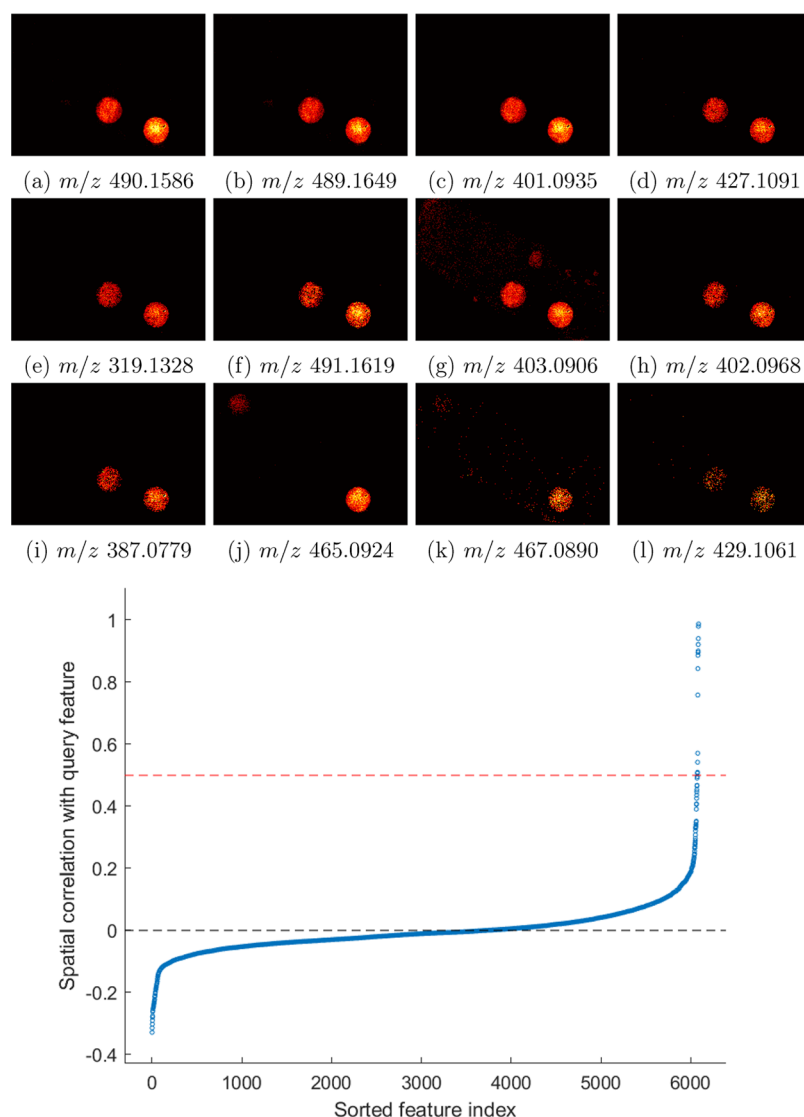 (a) m/z 490.1586 (b) m/z 489.1649 (c) m/z 401.0935 (d) m/z 427.1091
(e) m/z 319.1328 (f) m/z 491.1619 (g) m/z 403.0906 (h) m/z 402.0968
(i) m/z 387.0779 (j) m/z 465.0924 (k) m/z 467.0890 (l) m/z 429.1061
1
0.8
0.6
0.4
0.2
0
-0.2
-0.4
Spatial correlation with query feature
0 1000 2000 3000 4000 5000 6000
Sorted feature index